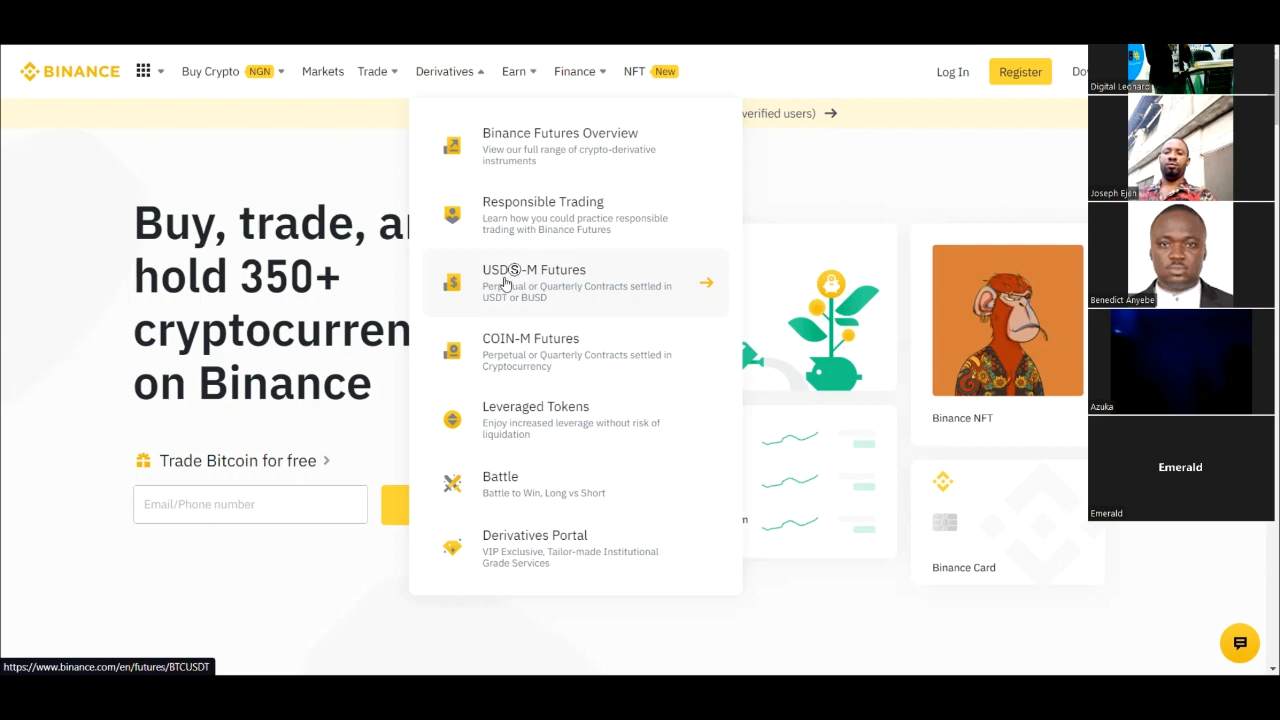 BINANCE
Buy Crypto NGN
Markets
Trade
Derivatives
Earn
Finance
NFT New
Log In
Register
Do
verified users)
Binance Futures Overview
View our full range of crypto-derivative
instruments
Responsible Trading
Learn how you could practice responsible
trading with Binance Futures
USDⓈ-M Futures
Perpetual or Quarterly Contracts settled in
USDT or BUSD
COIN-M Futures
Perpetual or Quarterly Contracts settled in
Cryptocurrency
Leveraged Tokens
Enjoy increased leverage without risk of
liquidation
Battle
Battle to Win, Long vs Short
Derivatives Portal
VIP Exclusive, Tailor-made Institutional
Grade Services
Buy, trade, a
hold 350+
cryptocurren
on Binance
Trade Bitcoin for free
Email/Phone number
m
Binance NFT
Binance Card
Digital Leonard
Joseph Ejeh
Benedict Anyebe
Azuka
Emerald
Emerald
https://www.binance.com/en/futures/BTCUSDT